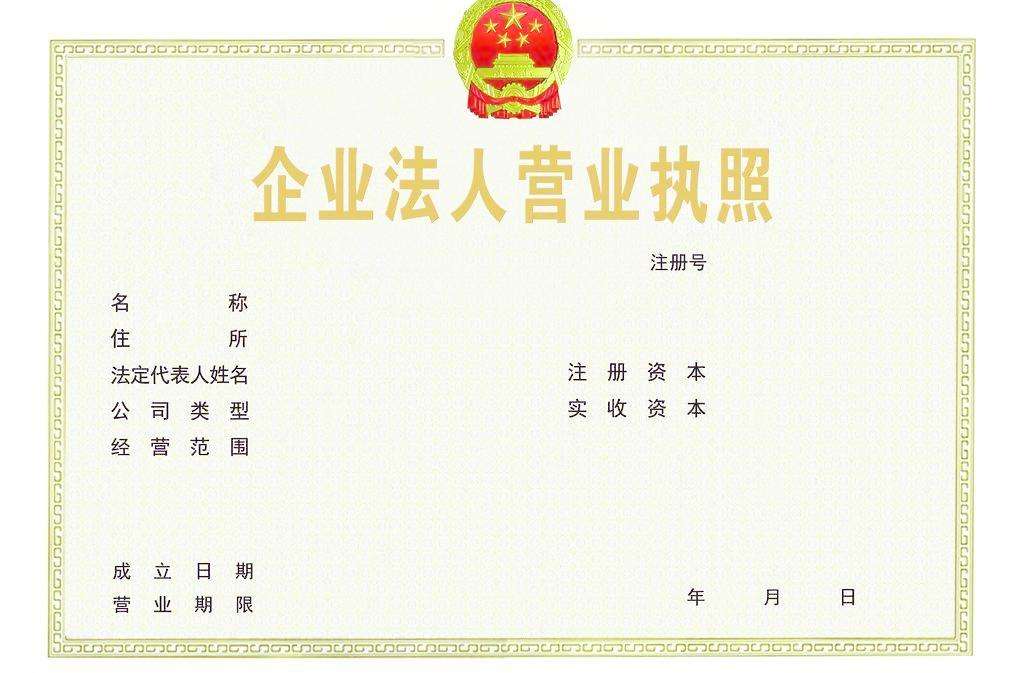 企业法人营业执照
注册号
名 称
住 所
法定代表人姓名
注 册 资 本
公 司 类 型
实 收 资 本
经 营 范 围
成 立 日 期
营 业 期 限
年 月 日